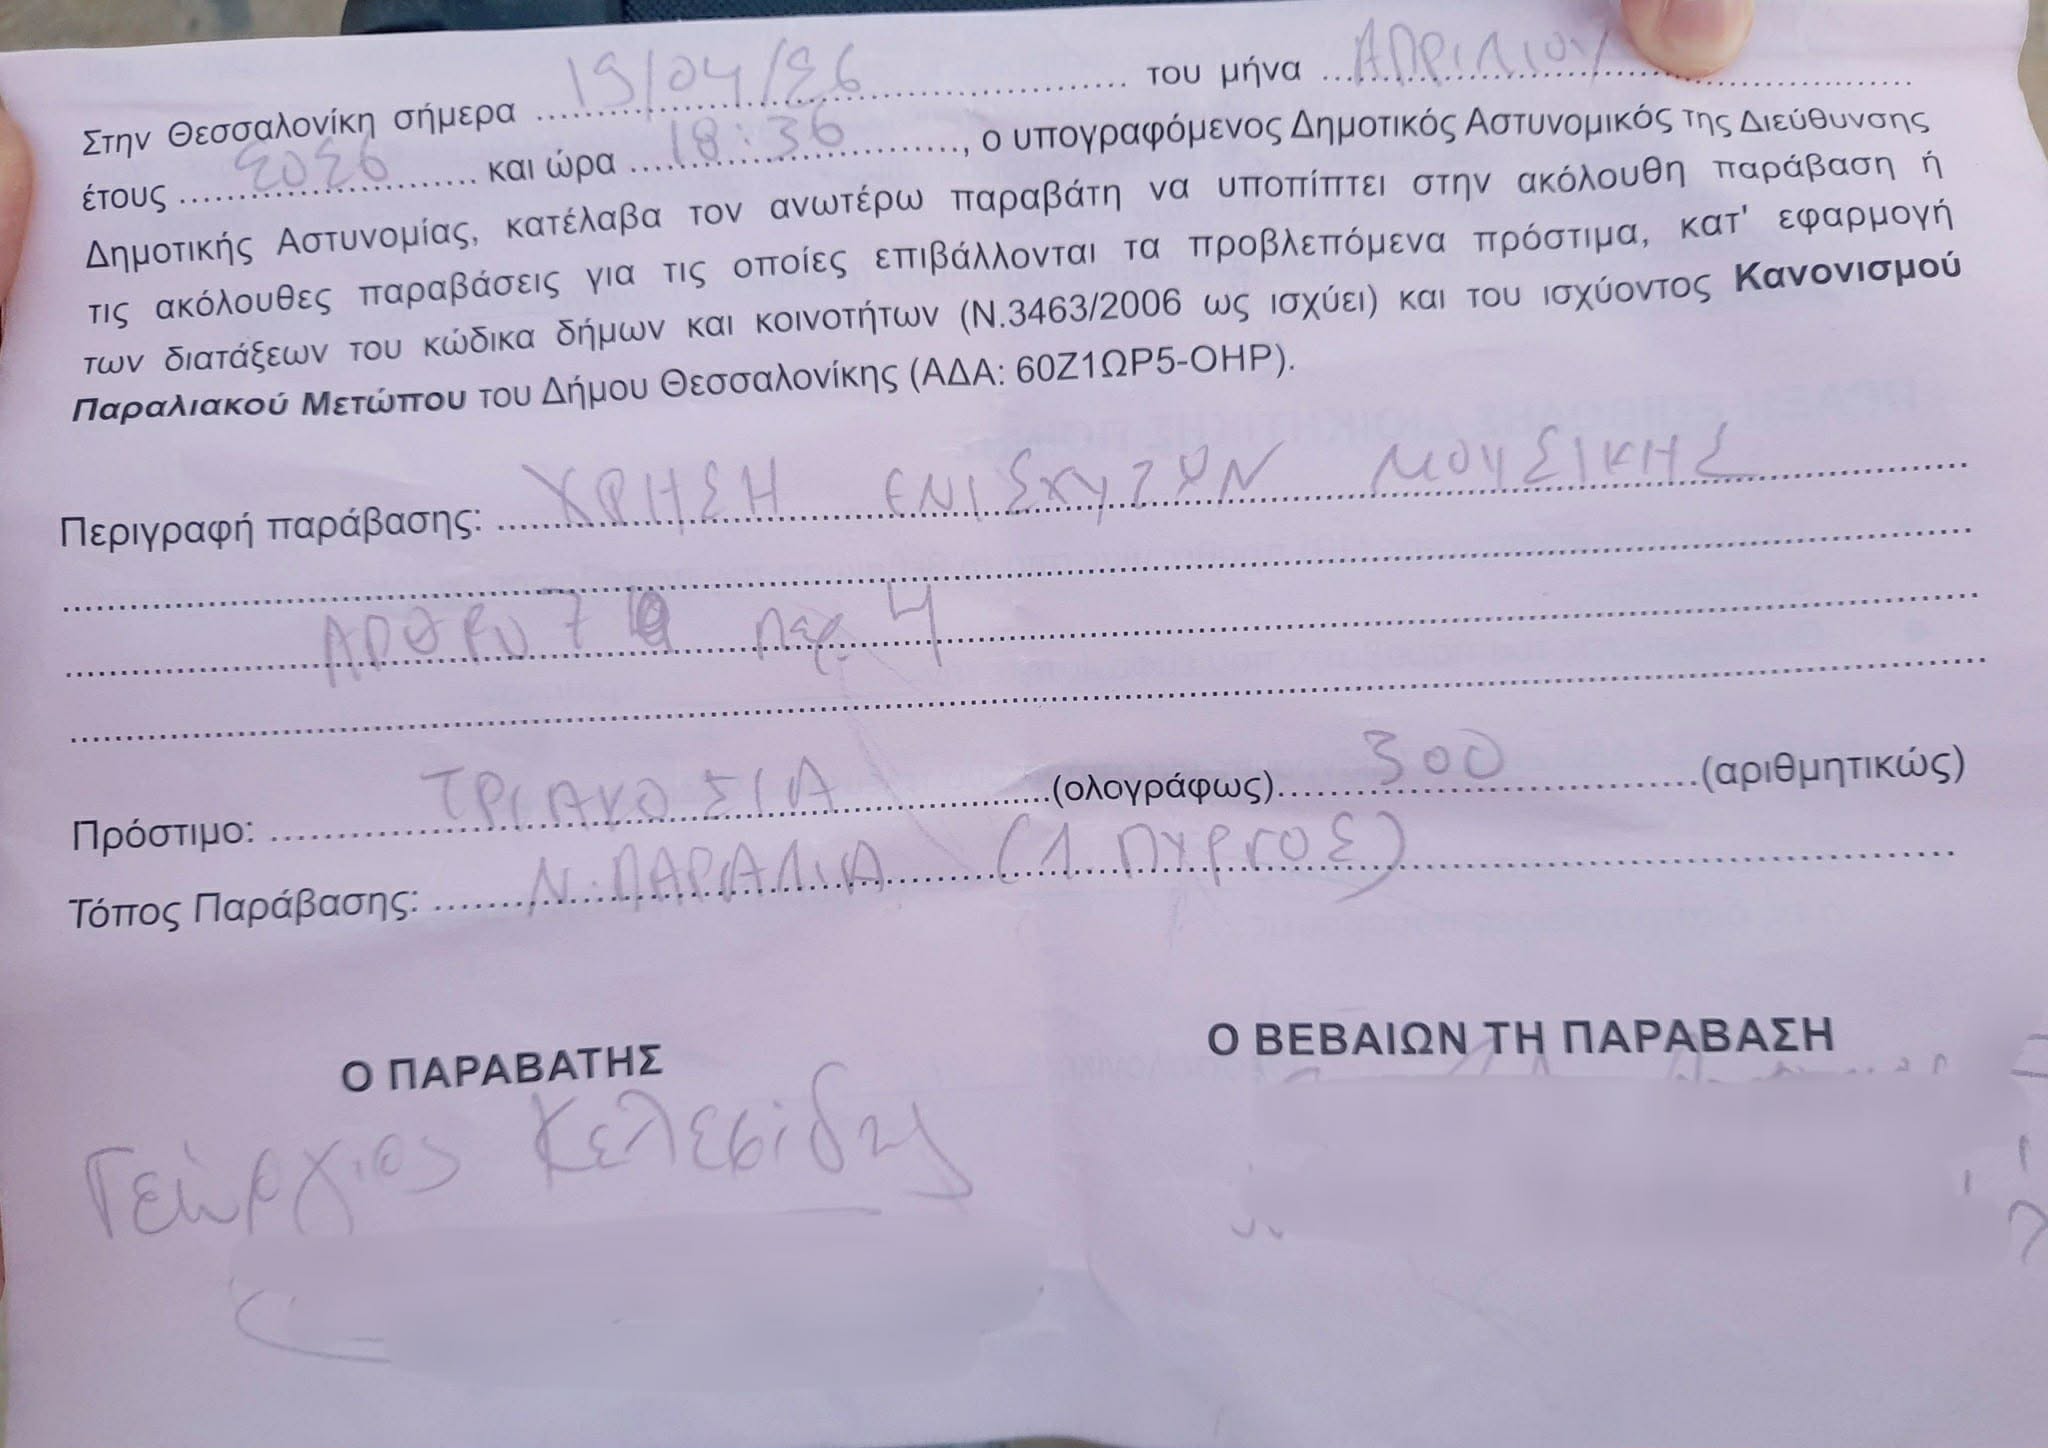 Στην Θεσσαλονίκη σήμερα 19/04/26 του μήνα ΑΠΡΙΛΙΟΥ
έτους 2026 και ώρα 18:36, ο υπογραφόμενος Δημοτικός Αστυνομικός της Διεύθυνσης
Δημοτικής Αστυνομίας, κατέλαβα τον ανωτέρω παραβάτη να υποπίπτει στην ακόλουθη παράβαση ή
τις ακόλουθες παραβάσεις για τις οποίες επιβάλλονται τα προβλεπόμενα πρόστιμα, κατ' εφαρμογή
των διατάξεων του κώδικα δήμων και κοινοτήτων (Ν.3463/2006 ως ισχύει) και του ισχύοντος Κανονισμού
Παραλιακού Μετώπου του Δήμου Θεσσαλονίκης (ΑΔΑ: 60Ζ1ΩΡ5-ΟΗΡ).
Περιγραφή παράβασης: ΧΡΗΣΗ ΕΝΙΣΧΥΤΩΝ ΜΟΥΣΙΚΗΣ
ΑΡΘΡΟ 7 περ. 4
Πρόστιμο: ΤΡΙΑΚΟΣΙΑ (ολογράφως) 300 (αριθμητικώς)
Τόπος Παράβασης: Ν. ΠΑΡΑΛΙΑ (Λ. ΠΥΡΓΟΣ)
Ο ΠΑΡΑΒΑΤΗΣ
Ο ΒΕΒΑΙΩΝ ΤΗ ΠΑΡΑΒΑΣΗ
Γεώργιος Κελεσίδης